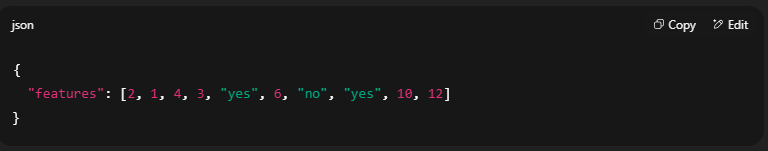 json
Copy
Edit
{
"features": [2, 1, 4, 3, "yes", 6, "no", "yes", 10, 12]
}